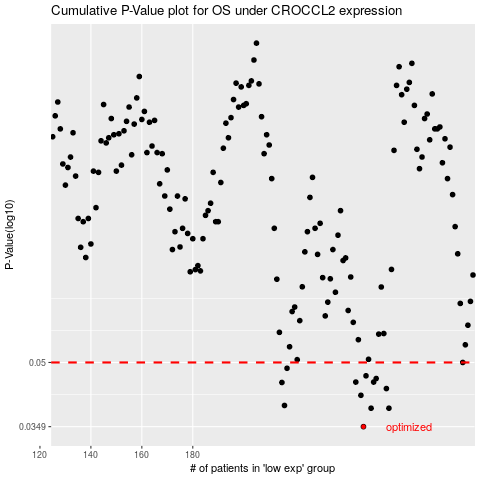 Cumulative P-Value plot for OS under CROCCL2 expression
P-Value(log10)
0.05
0.0349
optimized
120 140 160 180
# of patients in 'low exp' group